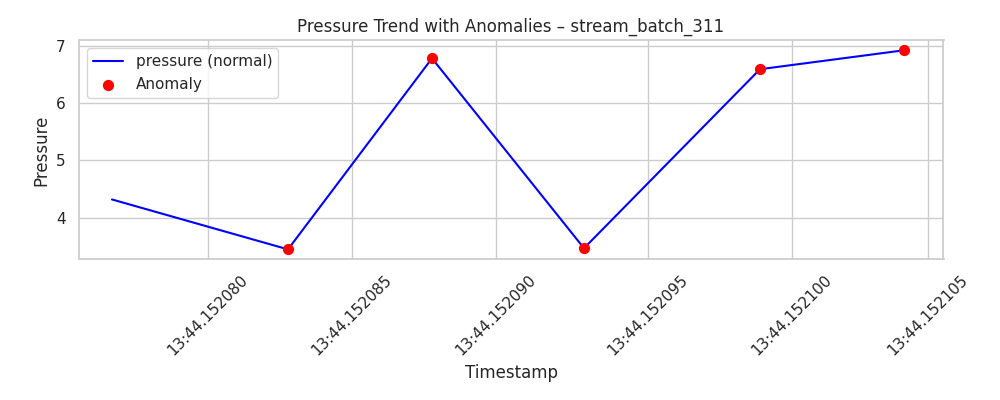 Pressure Trend with Anomalies – stream_batch_311
pressure (normal)
Anomaly
Pressure
7
6
5
4
13:44.152080
13:44.152085
13:44.152090
13:44.152095
13:44.152100
13:44.152105
Timestamp